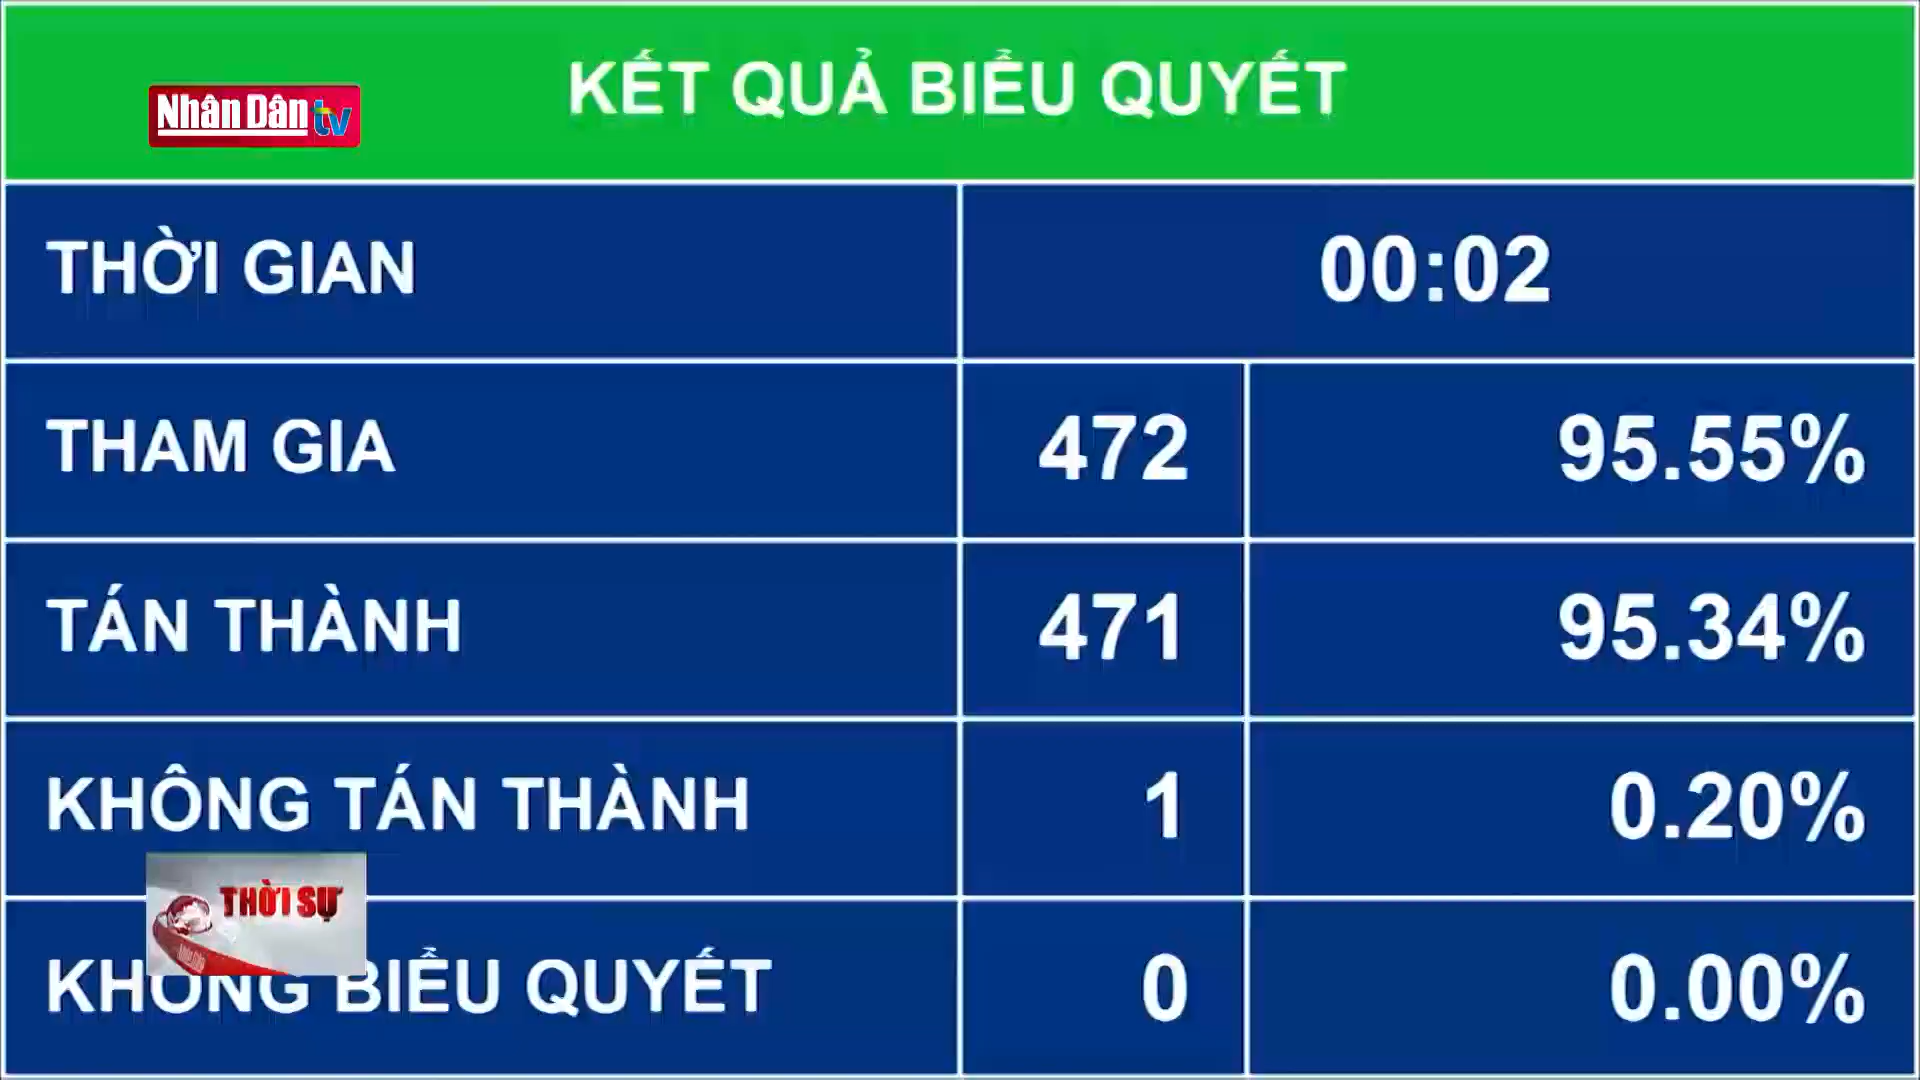 KẾT QUẢ BIỂU QUYẾT
Nhân Dân tv
THỜI GIAN 00:02
THAM GIA 472 95.55%
TÁN THÀNH 471 95.34%
KHÔNG TÁN THÀNH 1 0.20%
THỜI SỰ
KHÔNG BIỂU QUYẾT 0 0.00%